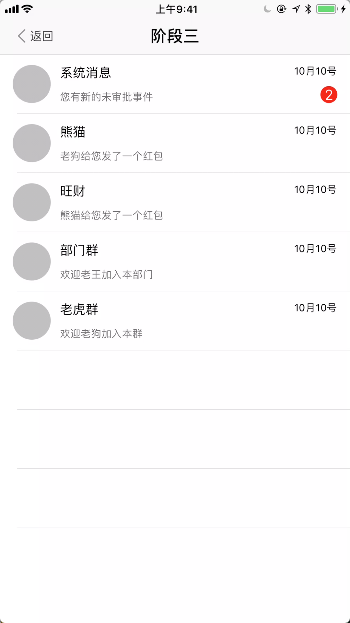 上午9:41
返回
阶段三
系统消息
10月10号
您有新的未审批事件
2
熊猫
10月10号
老狗给您发了一个红包
旺财
10月10号
熊猫给您发了一个红包
部门群
10月10号
欢迎老王加入本部门
老虎群
10月10号
欢迎老狗加入本群